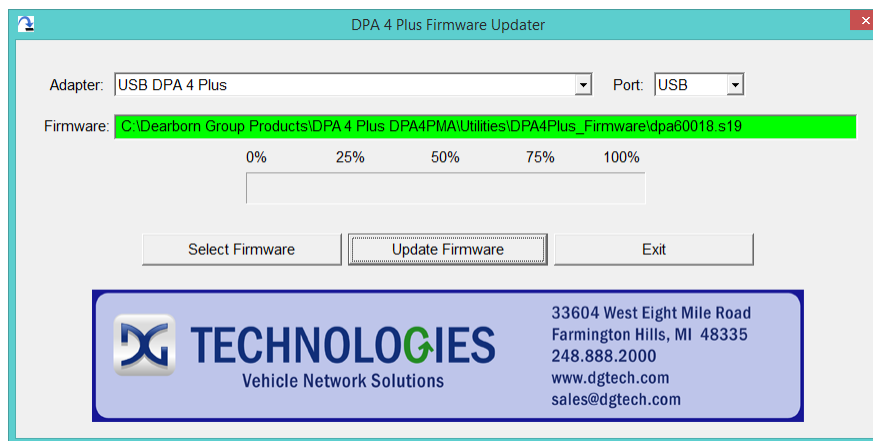 DPA 4 Plus Firmware Updater
Adapter: USB DPA 4 Plus Port: USB
Firmware: C:\Dearborn Group Products\DPA 4 Plus DPA4PMA\Utilities\DPA4Plus_Firmware\dpa60018.s19
0% 25% 50% 75% 100%
Select Firmware Update Firmware Exit
DG TECHNOLOGIES
Vehicle Network Solutions
33604 West Eight Mile Road
Farmington Hills, MI 48335
248.888.2000
www.dgtech.com
sales@dgtech.com